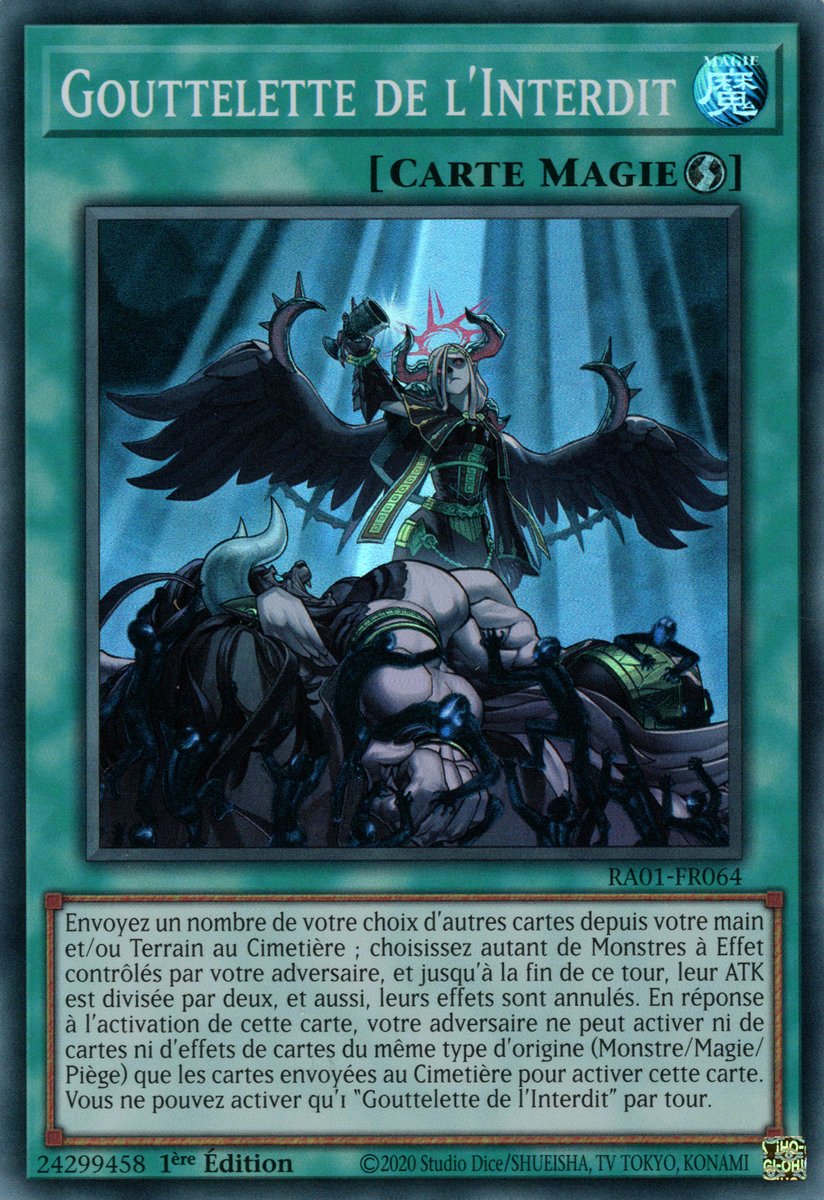 GOUTTELETTE DE L'INTERDIT
MAGIE
魔
[CARTE MAGIE]
RA01-FR064
Envoyez un nombre de votre choix d'autres cartes depuis votre main
et/ou Terrain au Cimetière ; choisissez autant de Monstres à Effet
contrôlés par votre adversaire, et jusqu'à la fin de ce tour, leur ATK
est divisée par deux, et aussi, leurs effets sont annulés. En réponse
à l'activation de cette carte, votre adversaire ne peut activer ni de
cartes ni d'effets de cartes du même type d'origine (Monstre/Magie/
Piège) que les cartes envoyées au Cimetière pour activer cette carte.
Vous ne pouvez activer qu'1 "Gouttelette de l'Interdit" par tour.
24299458 1ère Édition ©2020 Studio Dice/SHUEISHA, TV TOKYO, KONAMI